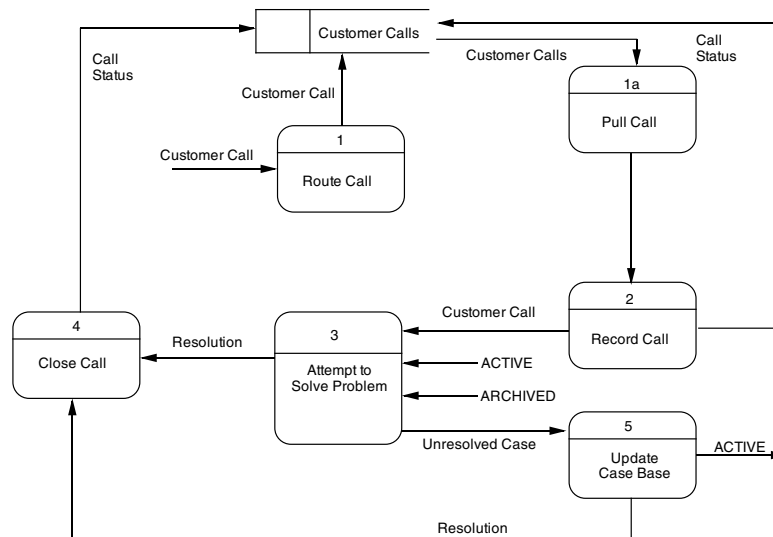 Customer Calls
Call
Status
Customer Calls
Call
Status
1a
Pull Call
Customer Call
1
Route Call
Customer Call
4
Close Call
Resolution
3
Attempt to
Solve Problem
Customer Call
2
Record Call
ACTIVE
ARCHIVED
Unresolved Case
5
Update
Case Base
ACTIVE
Resolution